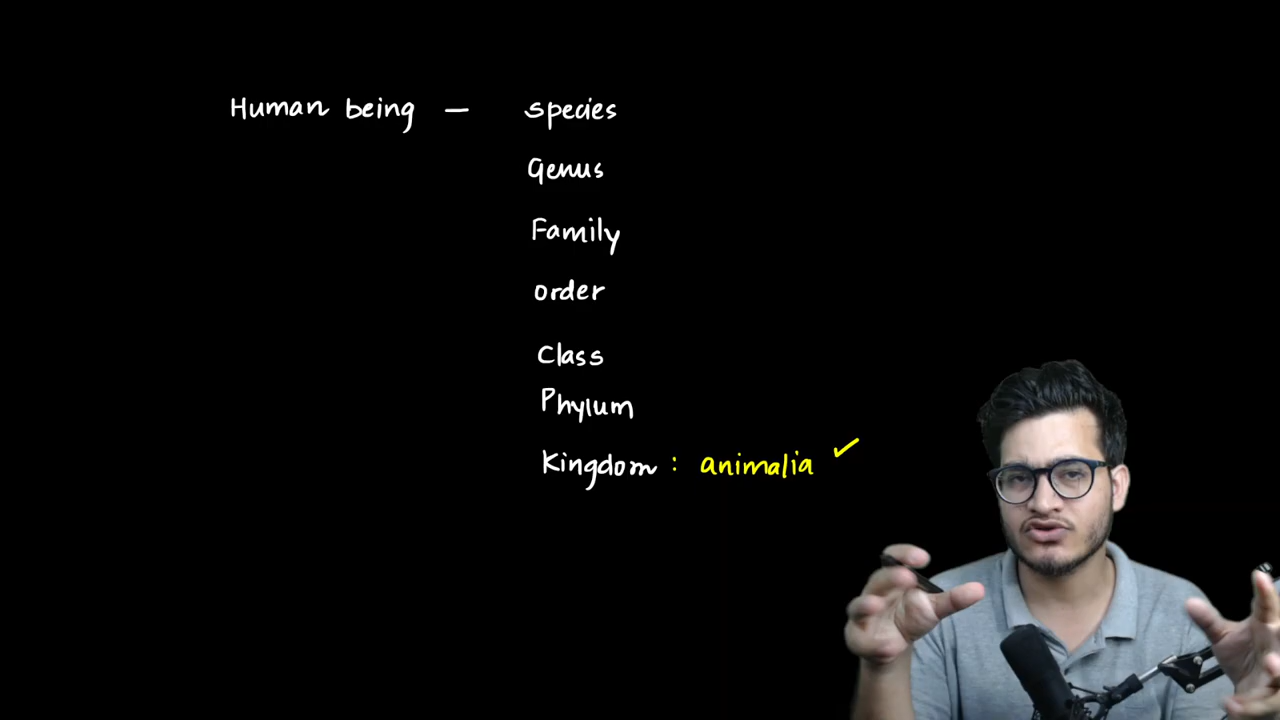 Human being – species
Genus
Family
order
Class
Phylum
Kingdom : animalia ✓